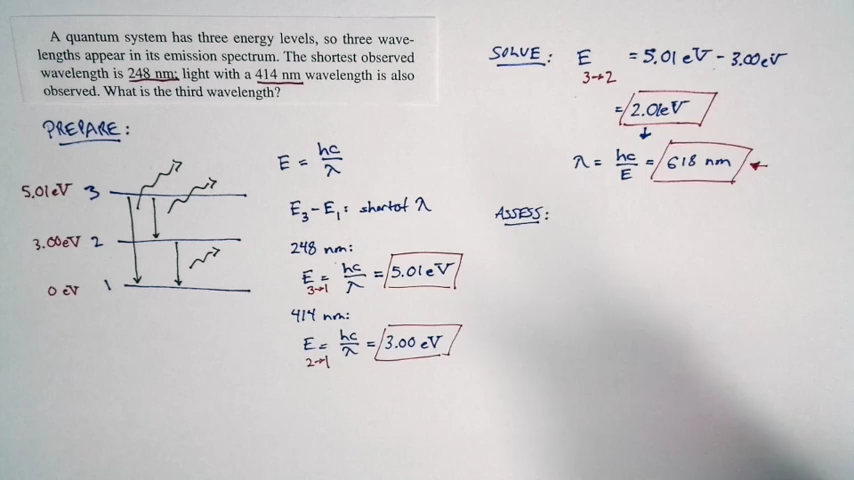 A quantum system has three energy levels, so three wave-
lengths appear in its emission spectrum. The shortest observed
wavelength is 248 nm; light with a 414 nm wavelength is also
observed. What is the third wavelength?
PREPARE:
5.01eV 3
3.00eV 2
0 eV 1
E = hc/λ
E₃-E₁: shortest λ
248 nm:
E 3→1 = hc/λ = 5.01eV
414 nm:
E 2→1 = hc/λ = 3.00 eV
SOLVE: E 3→2 = 5.01 eV - 3.00eV
= 2.01eV
λ = hc/E = 618 nm
ASSESS: